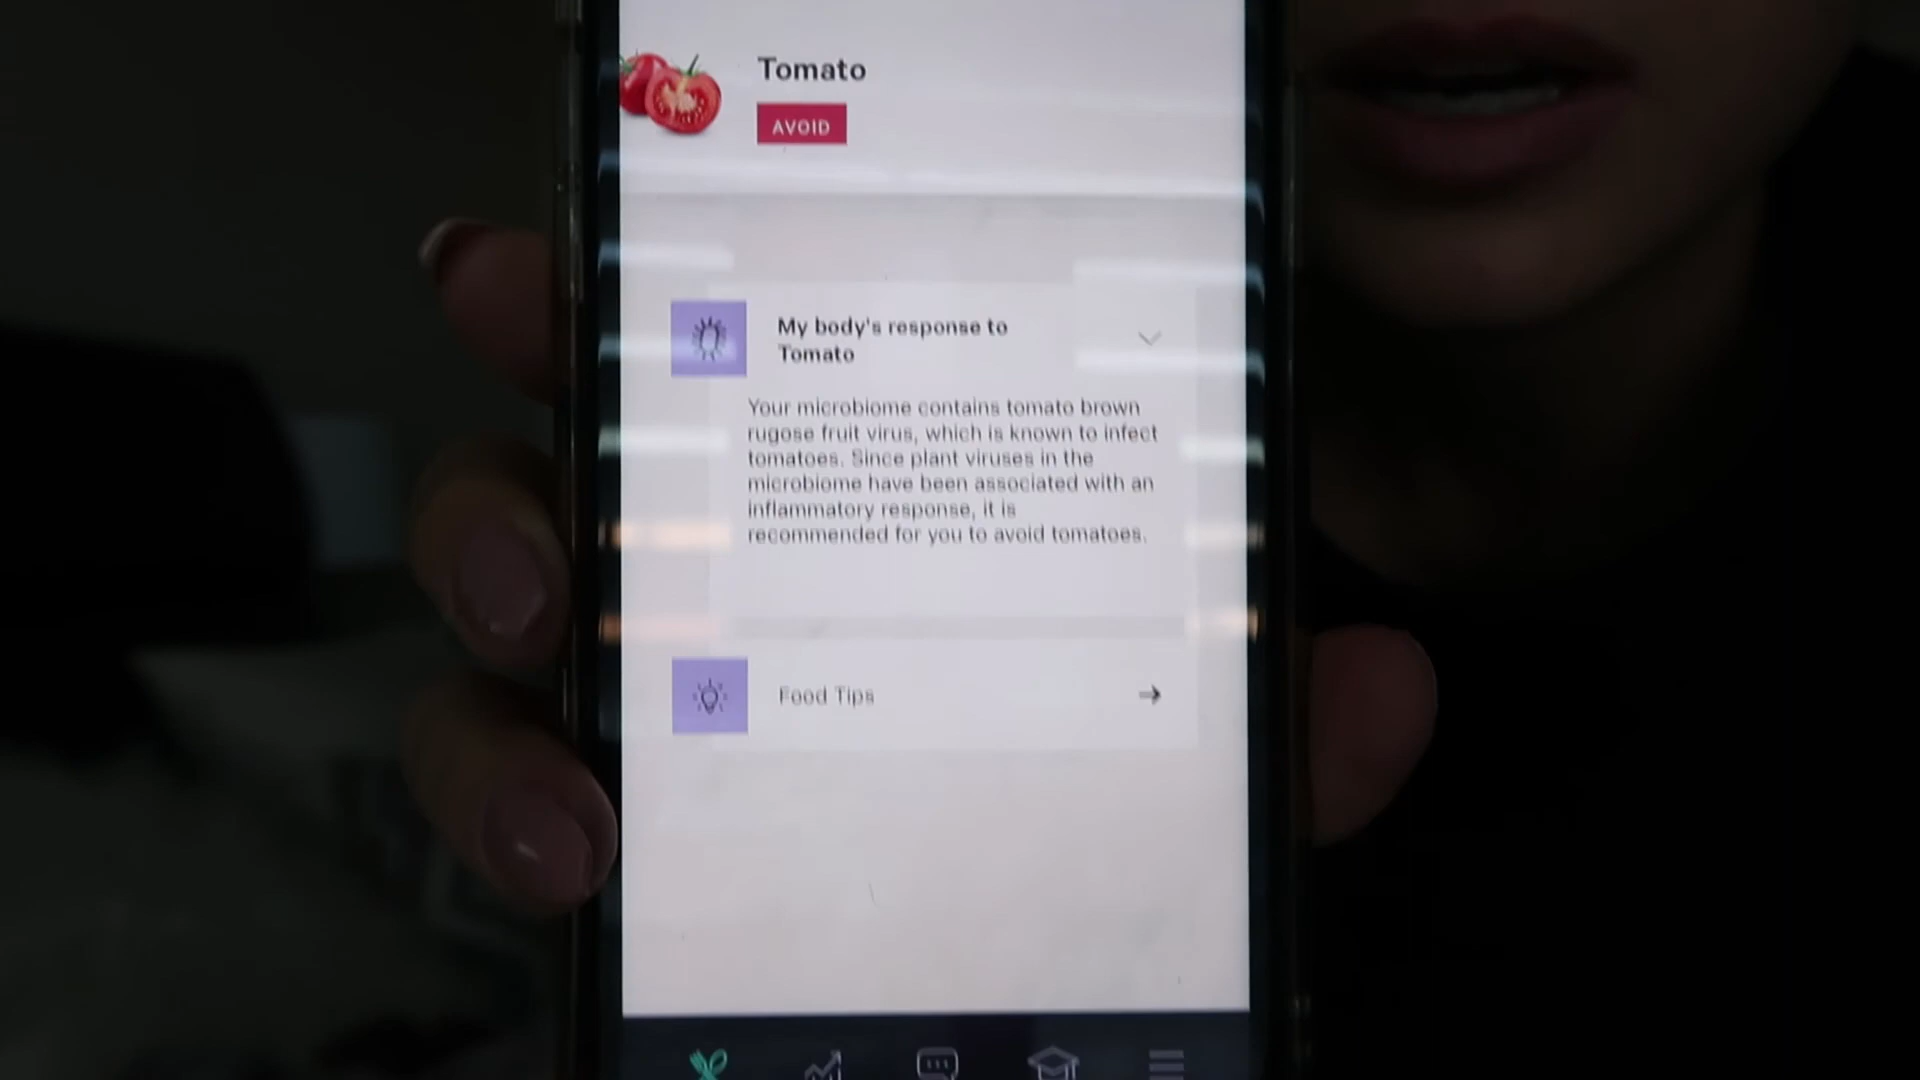 Tomato
AVOID
My body's response to
Tomato
Your microbiome contains tomato brown
rugose fruit virus, which is known to infect
tomatoes. Since plant viruses in the
microbiome have been associated with an
inflammatory response, it is
recommended for you to avoid tomatoes.
Food Tips